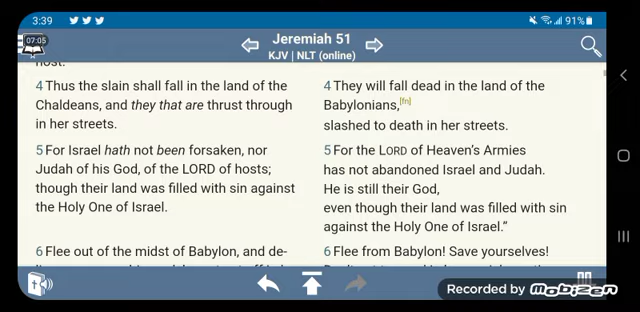 3:39
91%
07:05
Jeremiah 51
KJV | NLT (online)
host.
4 Thus the slain shall fall in the land of the
Chaldeans, and they that are thrust through
in her streets.
5 For Israel hath not been forsaken, nor
Judah of his God, of the LORD of hosts;
though their land was filled with sin against
the Holy One of Israel.
6 Flee out of the midst of Babylon, and de-
4 They will fall dead in the land of the
Babylonians,[fn]
slashed to death in her streets.
5 For the LORD of Heaven's Armies
has not abandoned Israel and Judah.
He is still their God,
even though their land was filled with sin
against the Holy One of Israel."
6 Flee from Babylon! Save yourselves!
Recorded by Mobizen